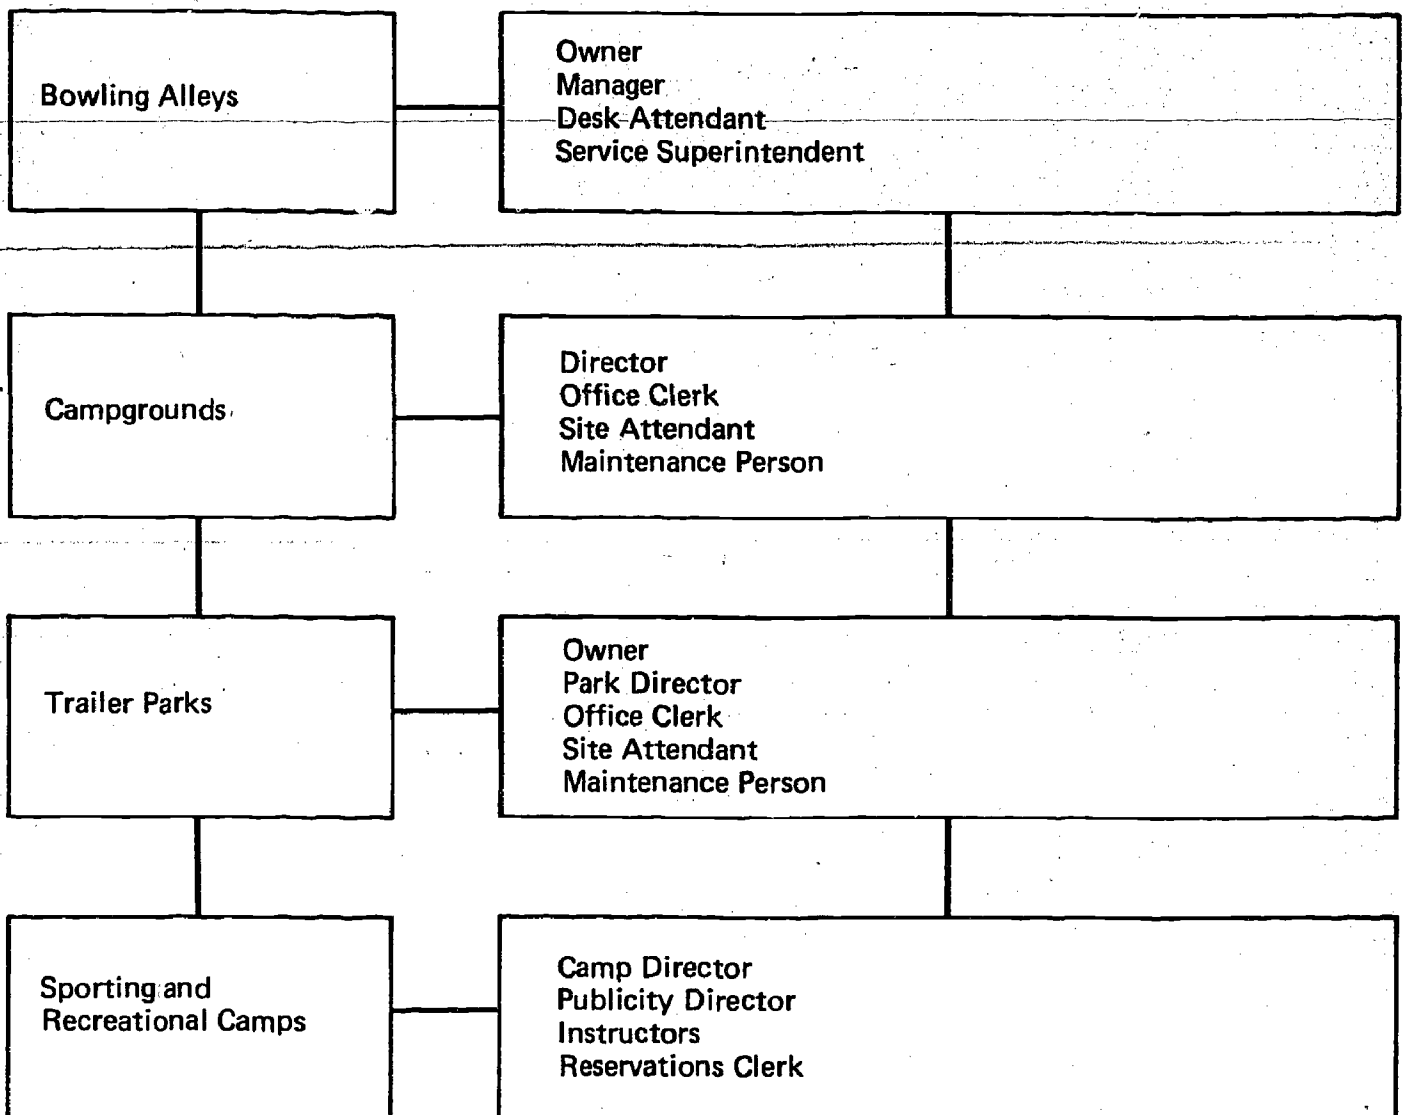 Bowling Alleys
Owner
Manager
Desk Attendant
Service Superintendent
Campgrounds
Director
Office Clerk
Site Attendant
Maintenance Person
Trailer Parks
Owner
Park Director
Office Clerk
Site Attendant
Maintenance Person
Sporting and
Recreational Camps
Camp Director
Publicity Director
Instructors
Reservations Clerk